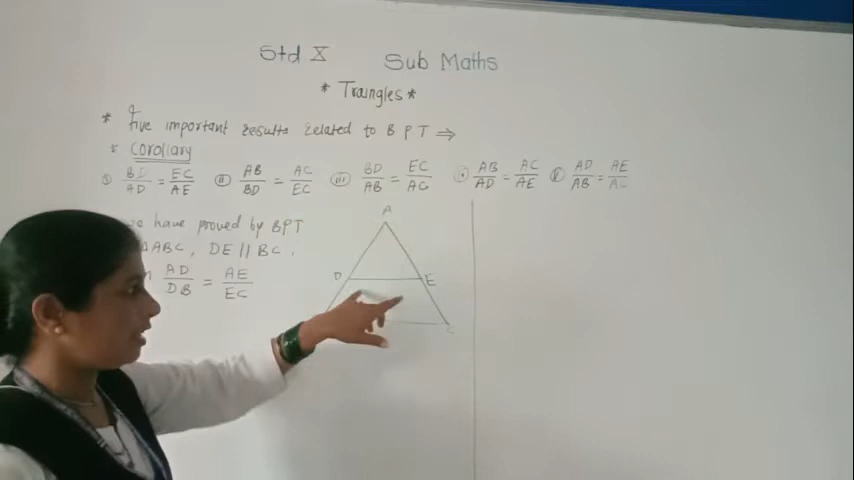 Std X Sub Maths
* Traingles *
* Five important results related to BPT ⇒
* Corollary
① BD/AD = EC/AE ② AB/BD = AC/EC ③ BD/AB = EC/AC AB/AD = AC/AE AD/AB = AE/AC
we have proved by BPT
ABC, DE // BC.
AD/DB = AE/EC
A
D E
C